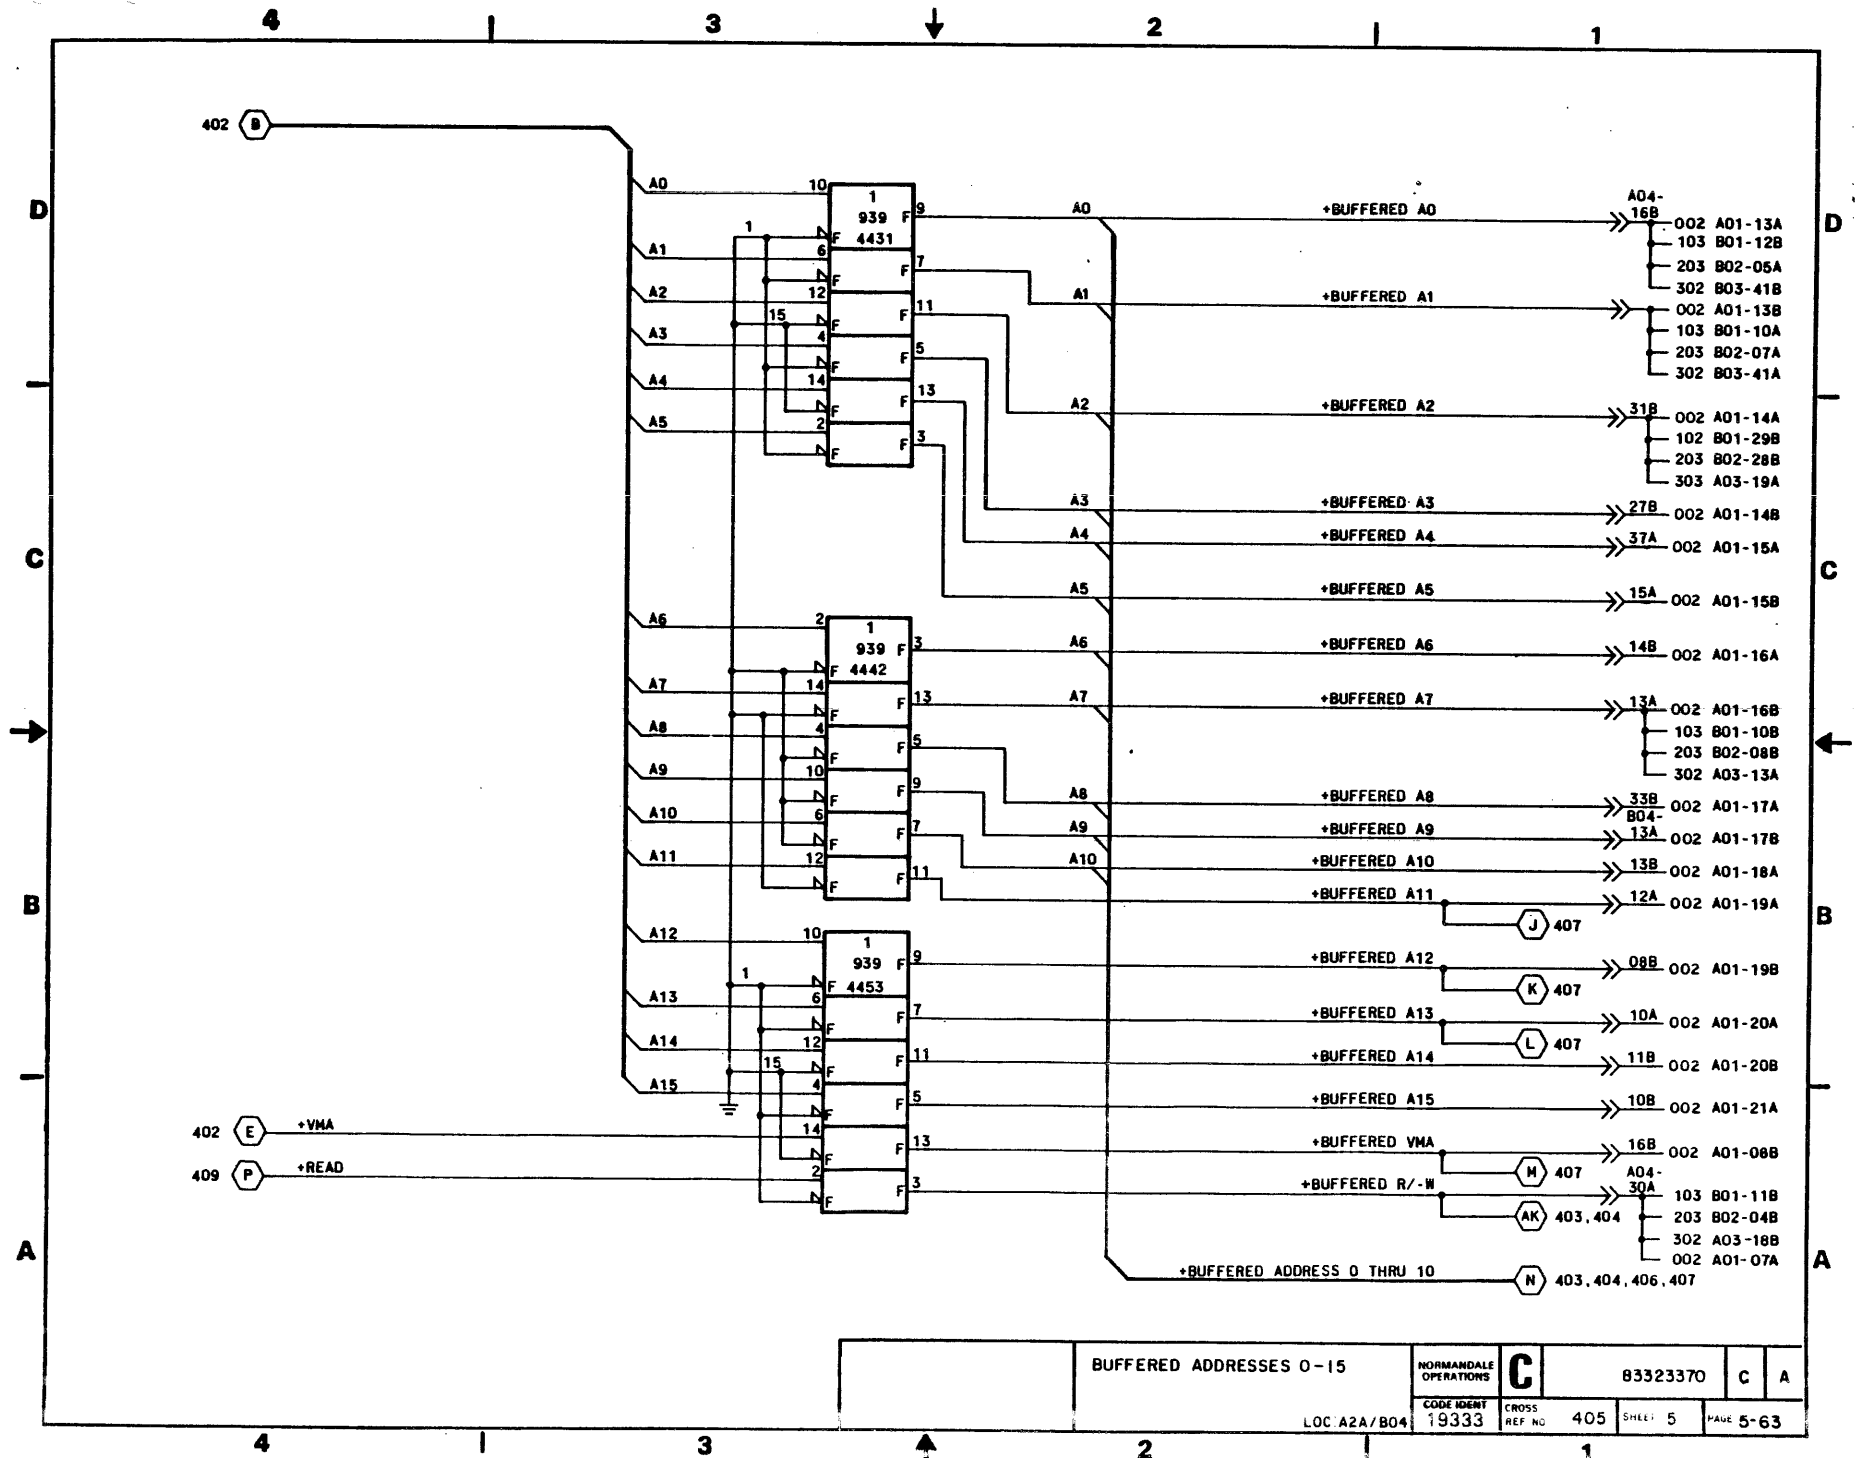 4 3 2 1
402 B
D D
A0 10 1 939 4431 F 9 A0 +BUFFERED A0 A04-16B 002 A01-13A
103 B01-12B
203 B02-05A
302 B03-41B
1 F
A1 6 F 7 A1 +BUFFERED A1 002 A01-13B
103 B01-10A
203 B02-07A
302 B03-41A
F
A2 12 F 11 A2 +BUFFERED A2 31B 002 A01-14A
102 B01-29B
203 B02-28B
303 A03-19A
15 F
A3 4 F 5 A3 +BUFFERED A3 27B 002 A01-14B
F
A4 14 F 13 A4 +BUFFERED A4 37A 002 A01-15A
F
A5 2 F 3 A5 +BUFFERED A5 15A 002 A01-15B
F
C C
A6 2 1 939 4442 F 3 A6 +BUFFERED A6 14B 002 A01-16A
F
A7 14 F 13 A7 +BUFFERED A7 13A 002 A01-16B
103 B01-10B
203 B02-08B
302 A03-13A
F
A8 4 F 5 A8 +BUFFERED A8 33B 002 A01-17A
F
A9 10 F 9 A9 +BUFFERED A9 B04-13A 002 A01-17B
F
A10 6 F 7 A10 +BUFFERED A10 13B 002 A01-18A
F
A11 12 F 11 +BUFFERED A11 12A 002 A01-19A
F
J 407
B B
A12 10 1 939 4453 F 9 +BUFFERED A12 08B 002 A01-19B
1 F
K 407
A13 6 F 7 +BUFFERED A13 10A 002 A01-20A
F
L 407
A14 12 F 11 +BUFFERED A14 11B 002 A01-20B
15 F
A15 4 F 5 +BUFFERED A15 10B 002 A01-21A
F
402 E +VMA 14 F 13 +BUFFERED VMA 16B 002 A01-08B
F
M 407
409 P +READ 2 F 3 +BUFFERED R/-W A04-30A 103 B01-11B
203 B02-04B
302 A03-18B
002 A01-07A
F
AK 403,404
A A
+BUFFERED ADDRESS 0 THRU 10 N 403,404,406,407
BUFFERED ADDRESSES 0-15
LOC:A2A/B04
NORMANDALE OPERATIONS
C 83323370 C A
CODE IDENT 19333
CROSS REF NO 405 SHEET 5 PAGE 5-63
4 3 2 1